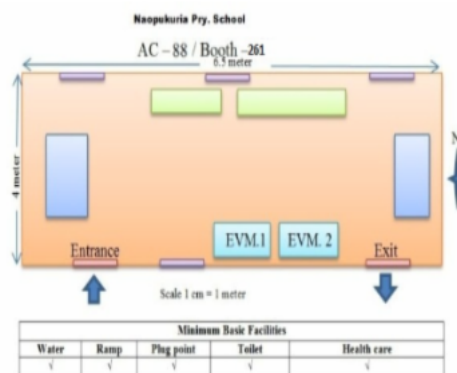 Naopukuria Pry. School
AC – 88 / Booth –261
6.5 meter
4 meter
N
EVM.1 EVM. 2
Entrance Exit
Scale 1 cm = 1 meter
Minimum Basic Facilities
Water Ramp Plug point Toilet Health care
√ √ √ √ √